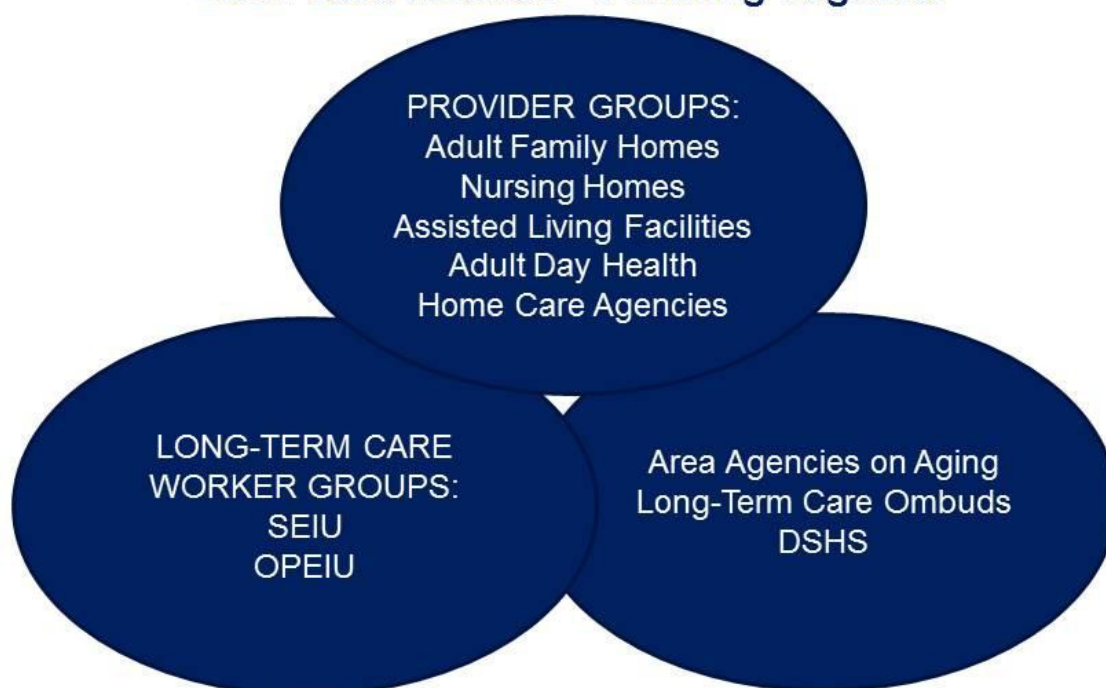 PROVIDER GROUPS:
Adult Family Homes
Nursing Homes
Assisted Living Facilities
Adult Day Health
Home Care Agencies
LONG-TERM CARE
WORKER GROUPS:
SEIU
OPEIU
Area Agencies on Aging
Long-Term Care Ombuds
DSHS